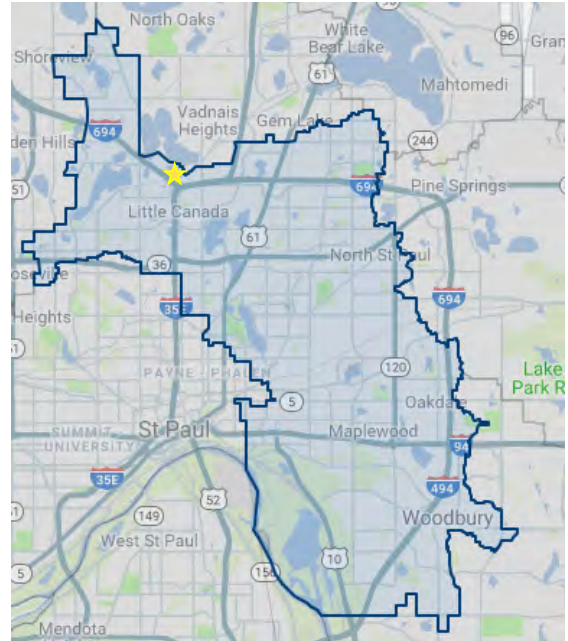 North Oaks
White
Bear Lake
96
Gran
Shoreview
61
Mahtomedi
Vadnais
Heights
Gem Lake
694
244
den Hills
51
694
Pine Springs
Little Canada
61
North St Paul
36
oseville
694
35E
Heights
51
Lake
Park R
PAYNE - PHALEN
120
5
Oakdale
SUMMIT
UNIVERSITY
St Paul
Maplewood
94
35E
494
52
51
149
Woodbury
West St Paul
10
5
156
Mendota